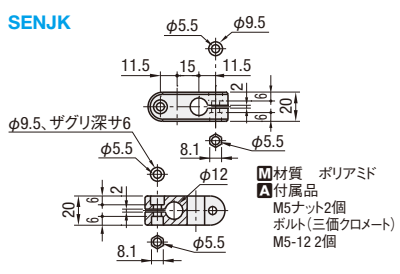 SENJK
φ5.5
φ9.5
11.5
15
11.5
2
6
6
20
φ9.5、ザグリ深サ6
8.1
φ5.5
φ5.5
φ12
2
6
6
20
8.1
φ5.5
M材質 ポリアミド
A付属品
M5ナット2個
ボルト(三価クロメート)
M5-12 2個